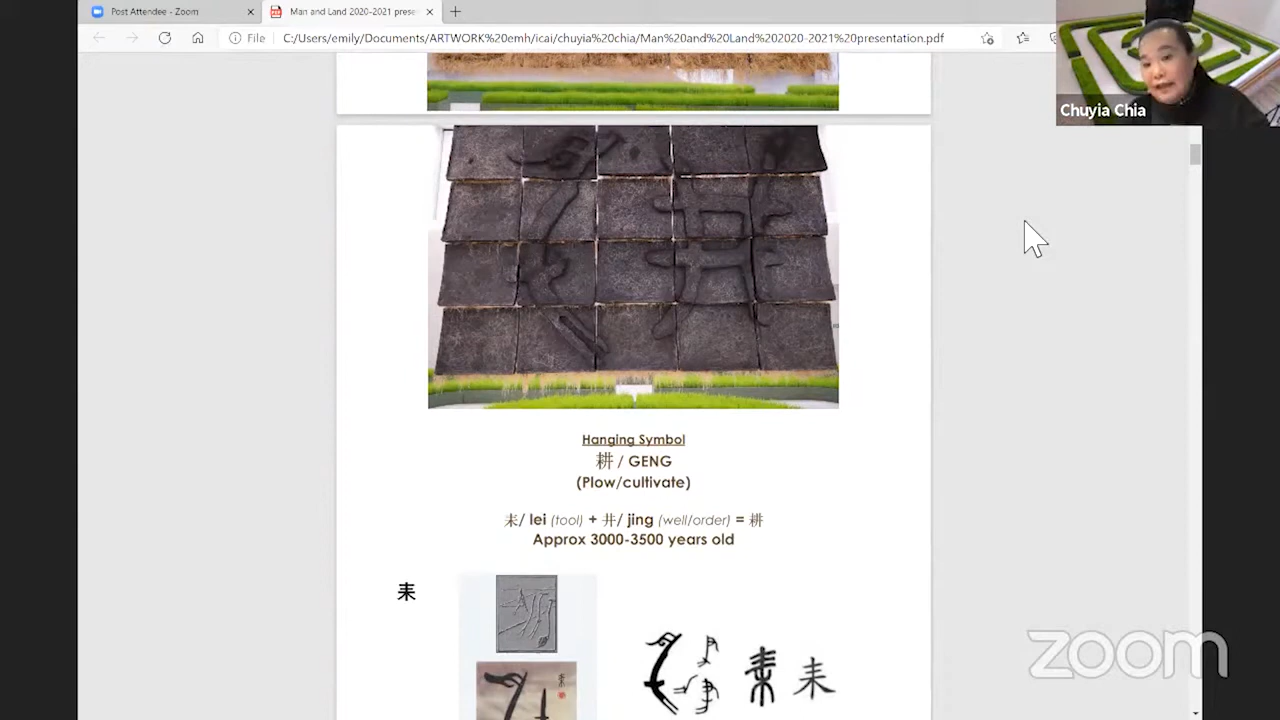 Post Attendee - Zoom
Man and Land 2020-2021 prese
File
C:/Users/emily/Documents/ARTWORK%20emh/icai/chuyia%20chia/Man%20and%20Land%202020-2021%20presentation.pdf
Chuyia Chia
Hanging Symbol
耕 / GENG
(Plow/cultivate)
耒/ lei (tool) + 井/ jing (well/order) = 耕
Approx 3000-3500 years old
耒
耒
zoom